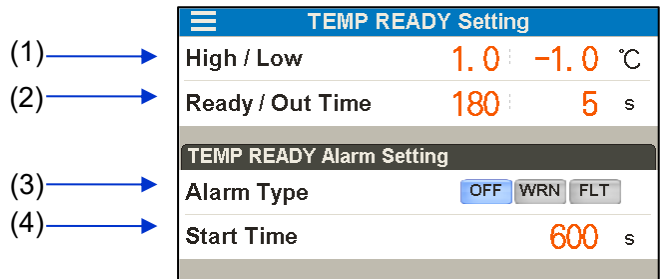 TEMP READY Setting
(1) High / Low 1.0 -1.0 ℃
(2) Ready / Out Time 180 5 s
TEMP READY Alarm Setting
(3) Alarm Type OFF WRN FLT
(4) Start Time 600 s